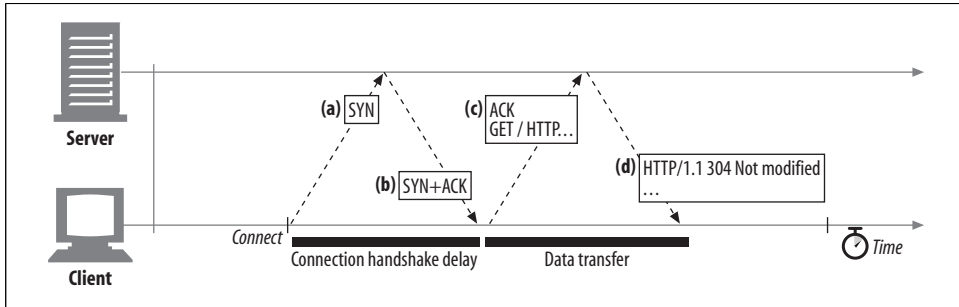 Server
(a) SYN
(b) SYN+ACK
(c) ACK
GET / HTTP…
(d) HTTP/1.1 304 Not modified
…
Connect
Connection handshake delay
Data transfer
Time
Client